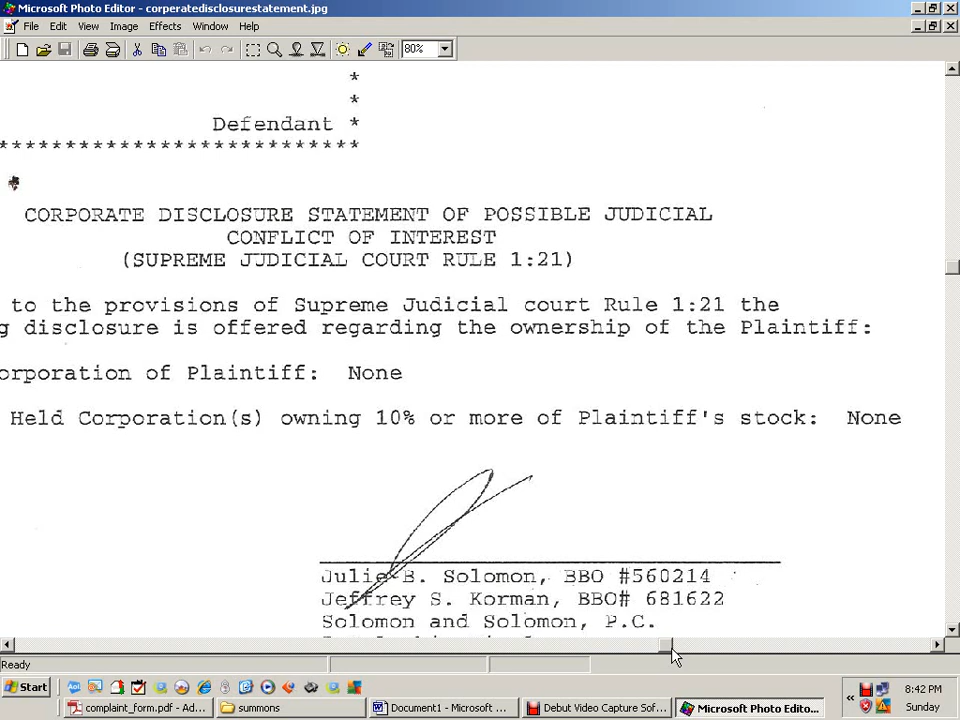 Microsoft Photo Editor - corperatedisclosurestatement.jpg
File Edit View Image Effects Window Help
80%
*
*
Defendant *
***************************
CORPORATE DISCLOSURE STATEMENT OF POSSIBLE JUDICIAL
CONFLICT OF INTEREST
(SUPREME JUDICIAL COURT RULE 1:21)
to the provisions of Supreme Judicial court Rule 1:21 the
g disclosure is offered regarding the ownership of the Plaintiff:
orporation of Plaintiff: None
Held Corporation(s) owning 10% or more of Plaintiff's stock: None
Julie B. Solomon, BBO #560214
Jeffrey S. Korman, BBO# 681622
Solomon and Solomon, P.C.
Ready
Start
8:42 PM
complaint_form.pdf - Ad...
summons
Document1 - Microsoft ...
Debut Video Capture Sof...
Microsoft Photo Edito...
Sunday